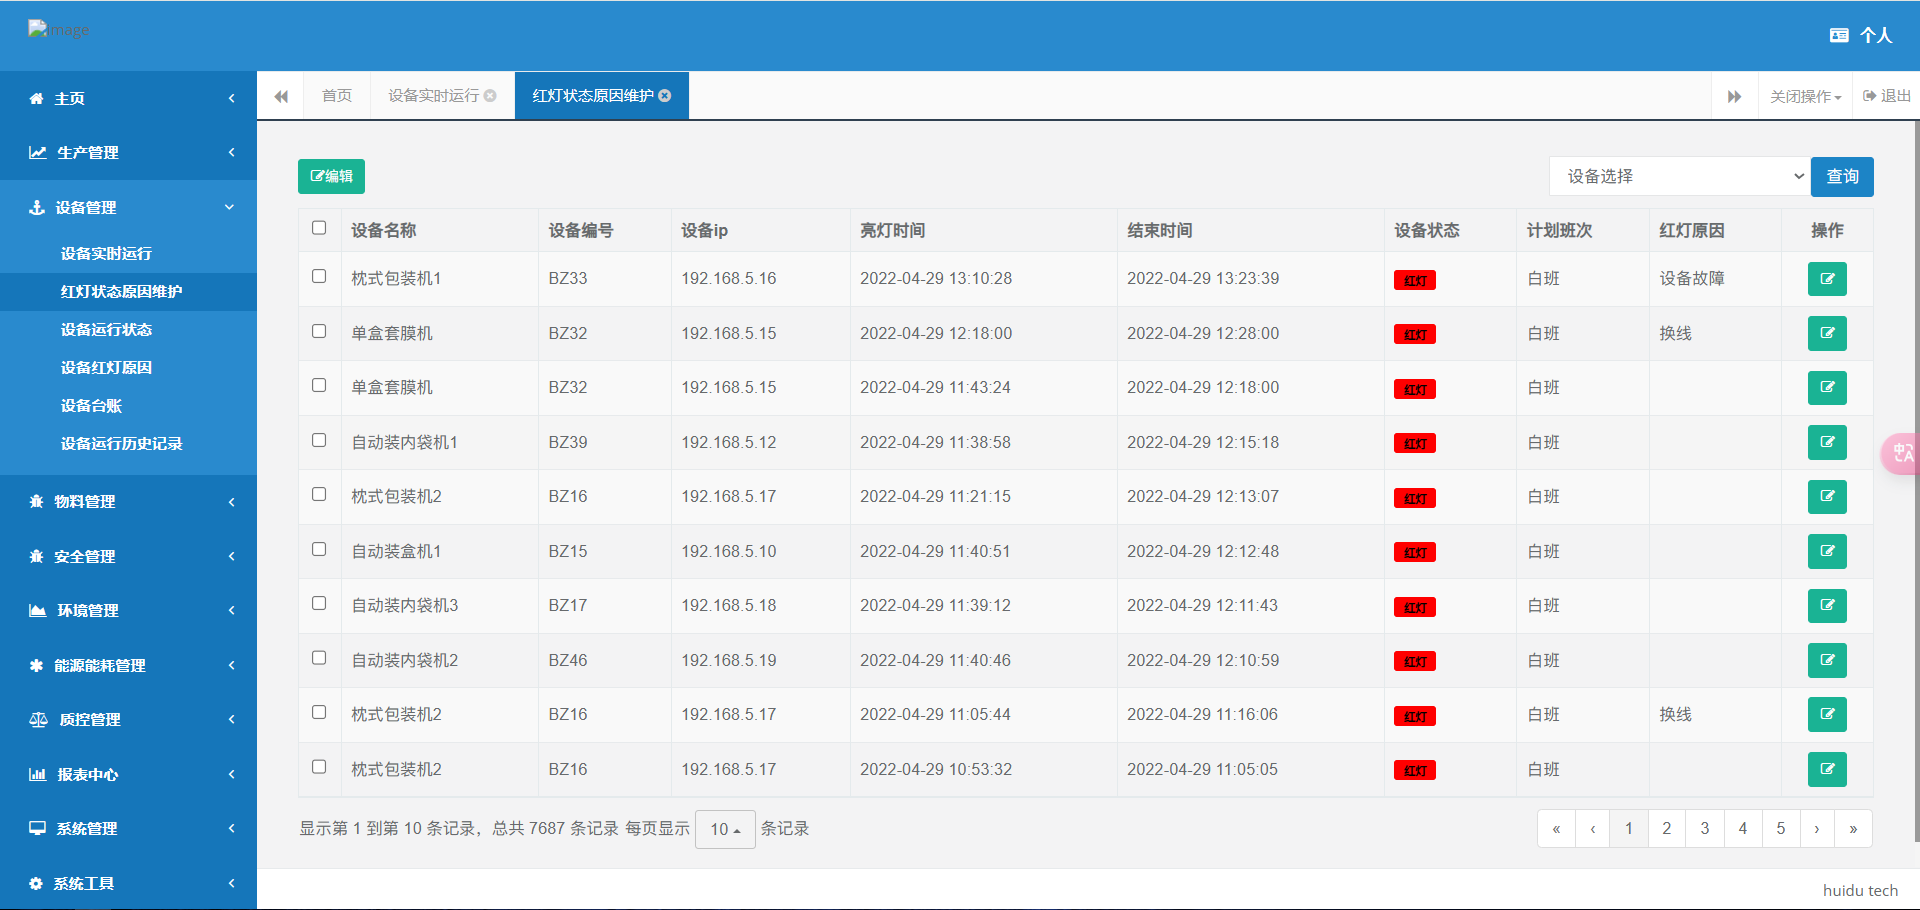 Image
个人
主页
生产管理
设备管理
设备实时运行
红灯状态原因维护
设备运行状态
设备红灯原因
设备台账
设备运行历史记录
物料管理
安全管理
环境管理
能源能耗管理
质控管理
报表中心
系统管理
系统工具
首页 设备实时运行 红灯状态原因维护 关闭操作 退出
编辑 设备选择 查询
设备名称 设备编号 设备ip 亮灯时间 结束时间 设备状态 计划班次 红灯原因 操作
枕式包装机1 BZ33 192.168.5.16 2022-04-29 13:10:28 2022-04-29 13:23:39 红灯 白班 设备故障
单盒套膜机 BZ32 192.168.5.15 2022-04-29 12:18:00 2022-04-29 12:28:00 红灯 白班 换线
单盒套膜机 BZ32 192.168.5.15 2022-04-29 11:43:24 2022-04-29 12:18:00 红灯 白班
自动装内袋机1 BZ39 192.168.5.12 2022-04-29 11:38:58 2022-04-29 12:15:18 红灯 白班
枕式包装机2 BZ16 192.168.5.17 2022-04-29 11:21:15 2022-04-29 12:13:07 红灯 白班
自动装盒机1 BZ15 192.168.5.10 2022-04-29 11:40:51 2022-04-29 12:12:48 红灯 白班
自动装内袋机3 BZ17 192.168.5.18 2022-04-29 11:39:12 2022-04-29 12:11:43 红灯 白班
自动装内袋机2 BZ46 192.168.5.19 2022-04-29 11:40:46 2022-04-29 12:10:59 红灯 白班
枕式包装机2 BZ16 192.168.5.17 2022-04-29 11:05:44 2022-04-29 11:16:06 红灯 白班 换线
枕式包装机2 BZ16 192.168.5.17 2022-04-29 10:53:32 2022-04-29 11:05:05 红灯 白班
显示第 1 到第 10 条记录，总共 7687 条记录 每页显示 10 条记录
« ‹ 1 2 3 4 5 › »
huidu tech
中A